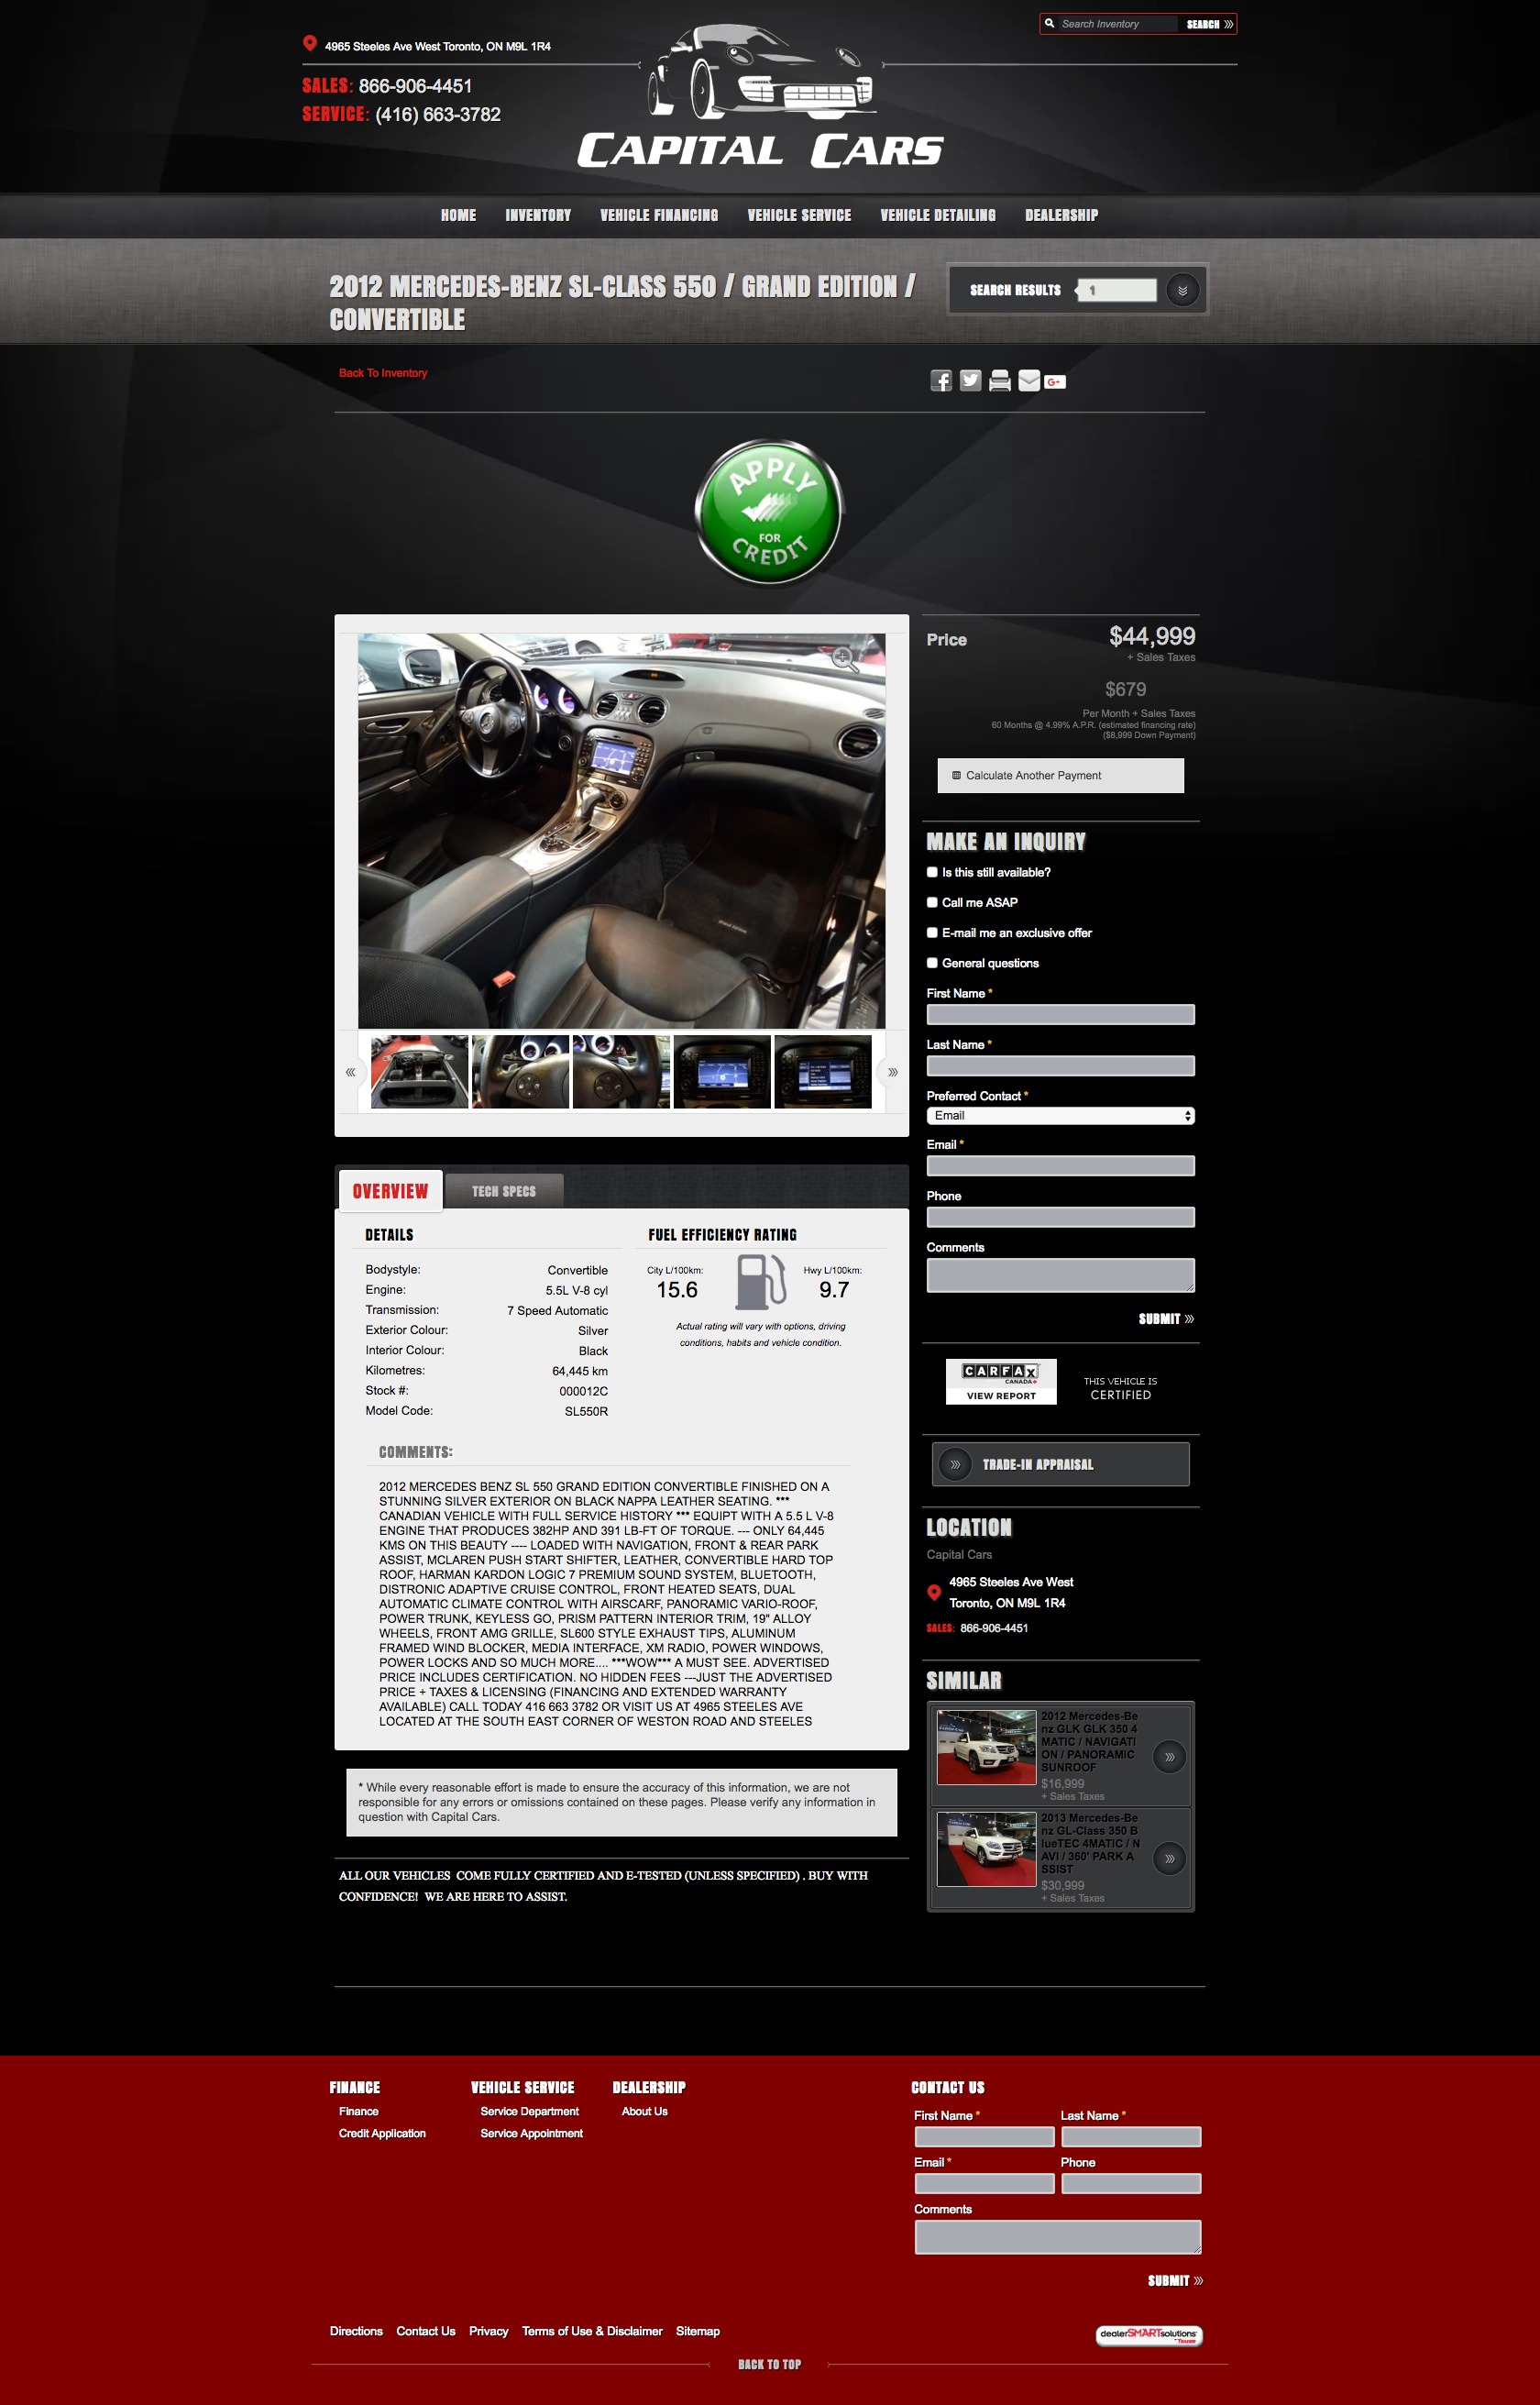 4965 Steeles Ave West Toronto, ON M9L 1R4
Search Inventory
SEARCH
SALES: 866-906-4451
SERVICE: (416) 663-3782
CAPITAL CARS
HOME INVENTORY VEHICLE FINANCING VEHICLE SERVICE VEHICLE DETAILING DEALERSHIP
2012 MERCEDES-BENZ SL-CLASS 550 / GRAND EDITION /
CONVERTIBLE
SEARCH RESULTS 1
Back To Inventory
G+
APPLY
FOR
CREDIT
Price $44,999
+ Sales Taxes
$679
Per Month + Sales Taxes
60 Months @ 4.99% A.P.R. (estimated financing rate)
($8,999 Down Payment)
Calculate Another Payment
MAKE AN INQUIRY
Is this still available?
Call me ASAP
E-mail me an exclusive offer
General questions
First Name *
Last Name *
Preferred Contact *
Email
Email *
Phone
Comments
SUBMIT
OVERVIEW
TECH SPECS
DETAILS
Bodystyle: Convertible
Engine: 5.5L V-8 cyl
Transmission: 7 Speed Automatic
Exterior Colour: Silver
Interior Colour: Black
Kilometres: 64,445 km
Stock #: 000012C
Model Code: SL550R
FUEL EFFICIENCY RATING
City L/100km:
15.6
Hwy L/100km:
9.7
Actual rating will vary with options, driving
conditions, habits and vehicle condition.
COMMENTS:
2012 MERCEDES BENZ SL 550 GRAND EDITION CONVERTIBLE FINISHED ON A
STUNNING SILVER EXTERIOR ON BLACK NAPPA LEATHER SEATING. ***
CANADIAN VEHICLE WITH FULL SERVICE HISTORY *** EQUIPT WITH A 5.5 L V-8
ENGINE THAT PRODUCES 382HP AND 391 LB-FT OF TORQUE. --- ONLY 64,445
KMS ON THIS BEAUTY ---- LOADED WITH NAVIGATION, FRONT & REAR PARK
ASSIST, MCLAREN PUSH START SHIFTER, LEATHER, CONVERTIBLE HARD TOP
ROOF, HARMAN KARDON LOGIC 7 PREMIUM SOUND SYSTEM, BLUETOOTH,
DISTRONIC ADAPTIVE CRUISE CONTROL, FRONT HEATED SEATS, DUAL
AUTOMATIC CLIMATE CONTROL WITH AIRSCARF, PANORAMIC VARIO-ROOF,
POWER TRUNK, KEYLESS GO, PRISM PATTERN INTERIOR TRIM, 19" ALLOY
WHEELS, FRONT AMG GRILLE, SL600 STYLE EXHAUST TIPS, ALUMINUM
FRAMED WIND BLOCKER, MEDIA INTERFACE, XM RADIO, POWER WINDOWS,
POWER LOCKS AND SO MUCH MORE.... ***WOW*** A MUST SEE. ADVERTISED
PRICE INCLUDES CERTIFICATION. NO HIDDEN FEES ---JUST THE ADVERTISED
PRICE + TAXES & LICENSING (FINANCING AND EXTENDED WARRANTY
AVAILABLE) CALL TODAY 416 663 3782 OR VISIT US AT 4965 STEELES AVE
LOCATED AT THE SOUTH EAST CORNER OF WESTON ROAD AND STEELES
* While every reasonable effort is made to ensure the accuracy of this information, we are not
responsible for any errors or omissions contained on these pages. Please verify any information in
question with Capital Cars.
ALL OUR VEHICLES COME FULLY CERTIFIED AND E-TESTED (UNLESS SPECIFIED) . BUY WITH
CONFIDENCE! WE ARE HERE TO ASSIST.
CARFAX
CANADA
VIEW REPORT
THIS VEHICLE IS
CERTIFIED
TRADE-IN APPRAISAL
LOCATION
Capital Cars
4965 Steeles Ave West
Toronto, ON M9L 1R4
SALES: 866-906-4451
SIMILAR
2012 Mercedes-Be
nz GLK GLK 350 4
MATIC / NAVIGATI
ON / PANORAMIC
SUNROOF
$16,999
+ Sales Taxes
2013 Mercedes-Be
nz GL-Class 350 B
lueTEC 4MATIC / N
AVI / 360' PARK A
SSIST
$30,999
+ Sales Taxes
FINANCE
Finance
Credit Application
VEHICLE SERVICE
Service Department
Service Appointment
DEALERSHIP
About Us
CONTACT US
First Name * Last Name *
Email * Phone
Comments
SUBMIT
Directions Contact Us Privacy Terms of Use & Disclaimer Sitemap
dealerSMARTsolutions
BACK TO TOP